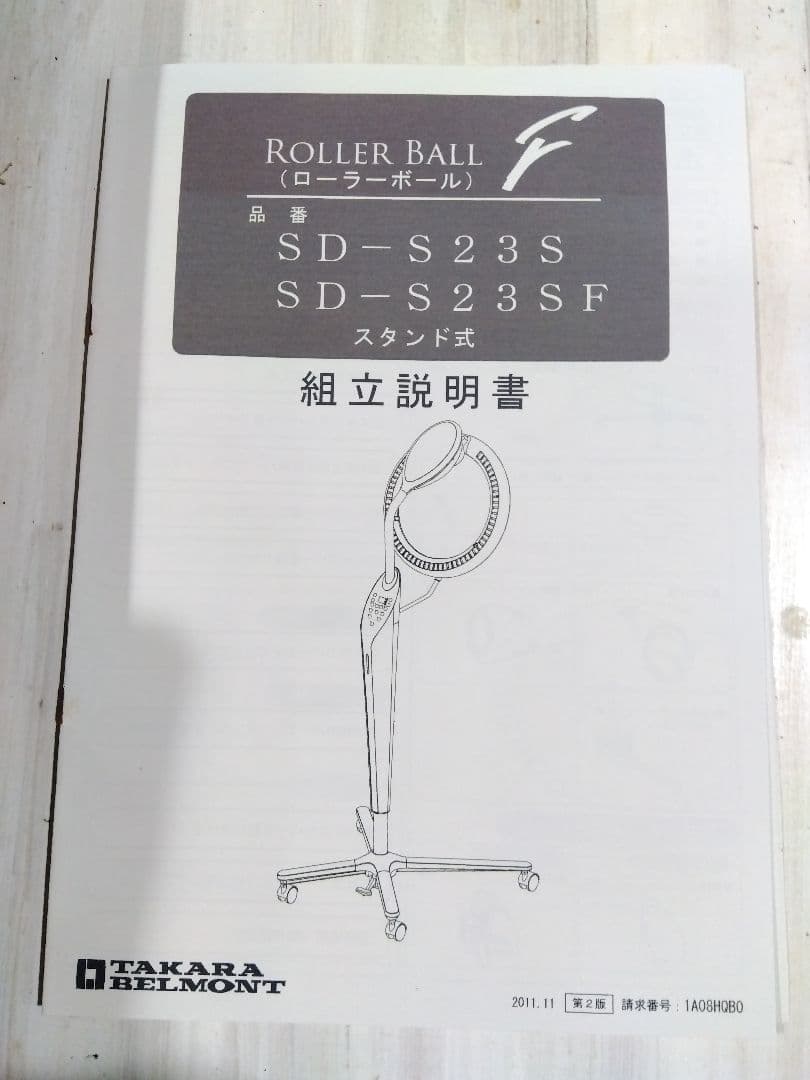 ROLLER BALL F
（ローラーボール）
品 番
SD－S23S
SD－S23SF
スタンド式
組立説明書
TAKARA
BELMONT
2011.11 第2版 請求番号：1A08HQB0